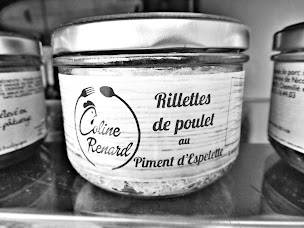 Coline
Renard
Rillettes
de poulet
au
Piment d'Espelette